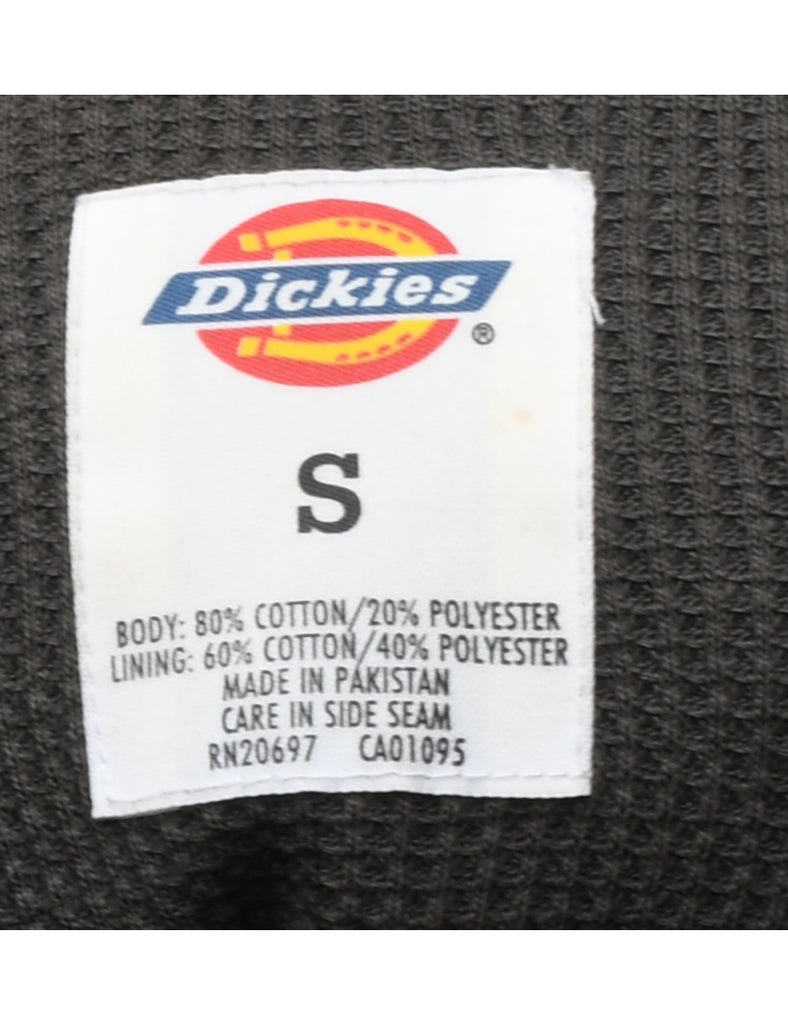 Dickies
®
S
BODY: 80% COTTON/20% POLYESTER
LINING: 60% COTTON/40% POLYESTER
MADE IN PAKISTAN
CARE IN SIDE SEAM
RN20697 CA01095